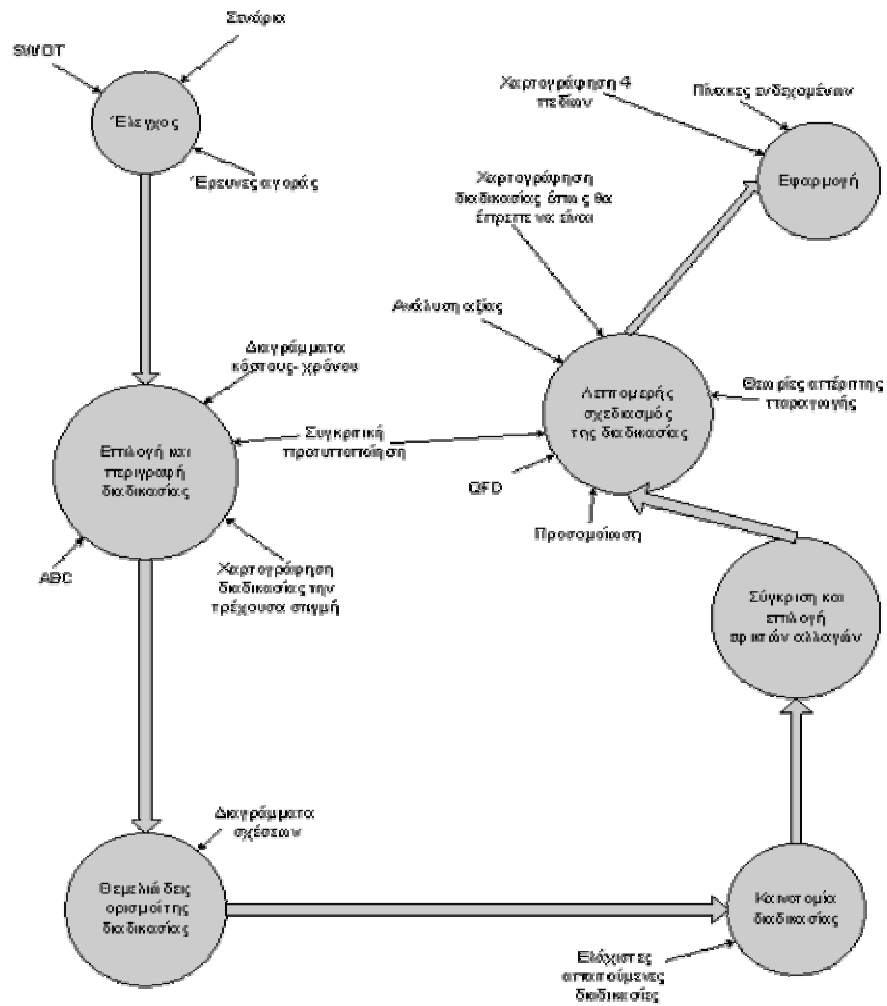 Σενάρια
SWOT
Έλεγχος
Έρευνες αγοράς
Χαρτογράφηση 4
πεδίων
Πίνακες ενδεχομένων
Εφαρμογή
Χαρτογράφηση
διαδικασίας όπως θα
έπρεπε να είναι
Ανάλυση αξίας
Διαγράμματα
κόστους- χρόνου
Λεπτομερής
σχεδιασμός
της διαδικασίας
Θεωρίες απέριττης
παραγωγής
Επιλογή και
περιγραφή
διαδικασίας
Συγκριτική
προτυποποίηση
QFD
Προσομοίωση
ABC
Χαρτογράφηση
διαδικασίας την
τρέχουσα στιγμή
Σύγκριση και
επιλογή
εφικτών αλλαγών
Διαγράμματα
σχέσεων
Θεμελιώδεις
ορισμοί της
διαδικασίας
Καινοτομία
διαδικασίας
Ελάχιστες
απαιτούμενες
διαδικασίες